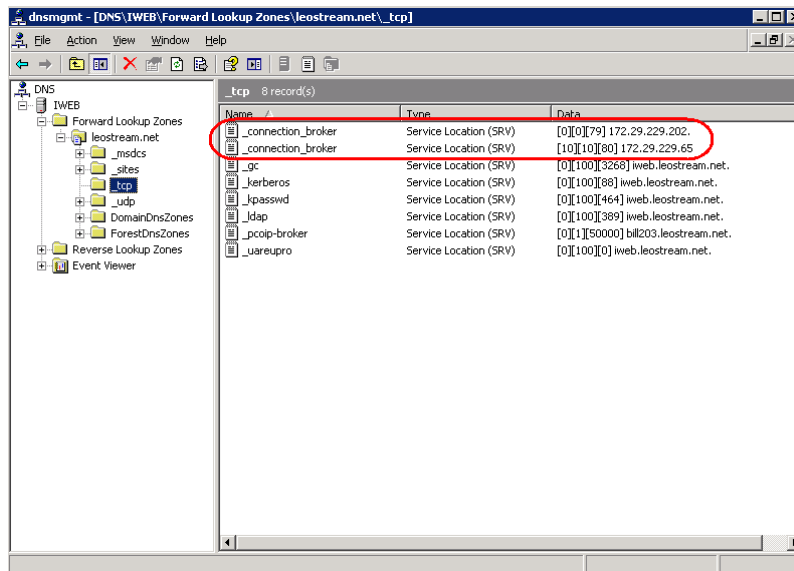 dnsmgmt - [DNS\IWEB\Forward Lookup Zones\leostream.net\_tcp]
File Action View Window Help
DNS
IWEB
Forward Lookup Zones
leostream.net
_msdcs
_sites
_tcp
_udp
DomainDnsZones
ForestDnsZones
Reverse Lookup Zones
Event Viewer
_tcp 8 record(s)
Name Type Data
_connection_broker Service Location (SRV) [0][0][79] 172.29.229.202.
_connection_broker Service Location (SRV) [10][10][80] 172.29.229.65
_gc Service Location (SRV) [0][100][3268] iweb.leostream.net.
_kerberos Service Location (SRV) [0][100][88] iweb.leostream.net.
_kpasswd Service Location (SRV) [0][100][464] iweb.leostream.net.
_ldap Service Location (SRV) [0][100][389] iweb.leostream.net.
_pcoip-broker Service Location (SRV) [0][1][50000] bill203.leostream.net.
_uareupro Service Location (SRV) [0][100][0] iweb.leostream.net.